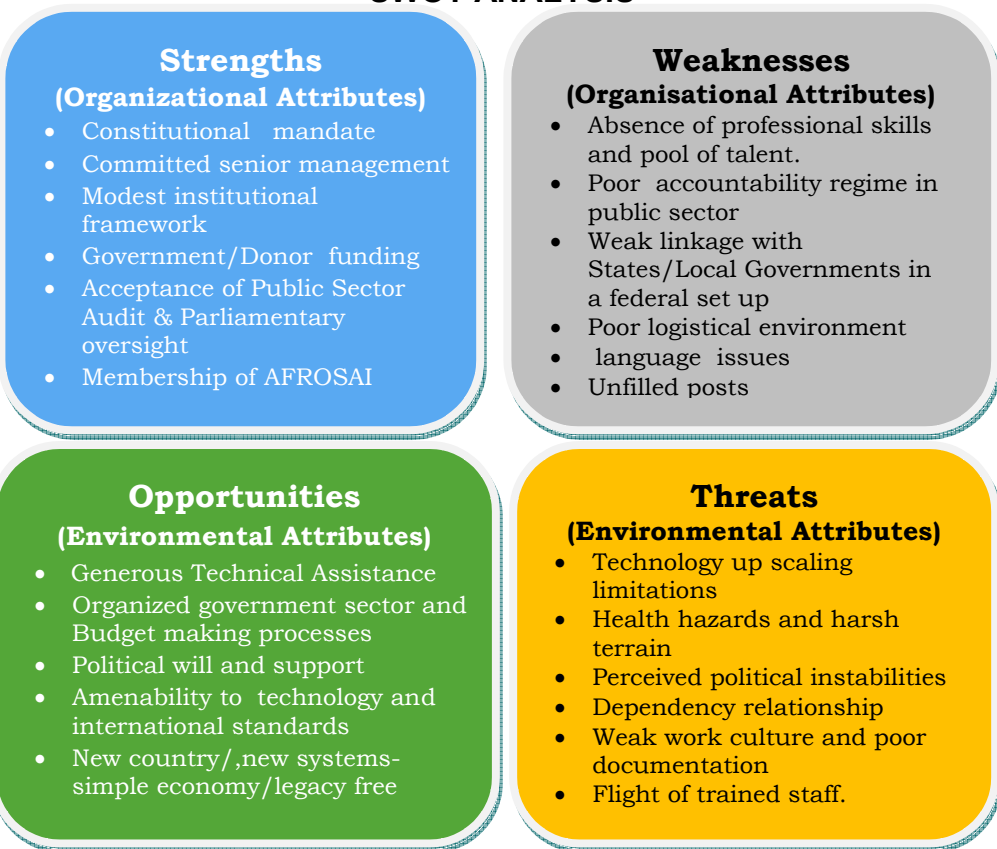 SWOT ANALYSIS
Strengths
(Organizational Attributes)
• Constitutional mandate
• Committed senior management
• Modest institutional
framework
• Government/Donor funding
• Acceptance of Public Sector
Audit & Parliamentary
oversight
• Membership of AFROSAI
Weaknesses
(Organisational Attributes)
• Absence of professional skills
and pool of talent.
• Poor accountability regime in
public sector
• Weak linkage with
States/Local Governments in
a federal set up
• Poor logistical environment
• language issues
• Unfilled posts
Opportunities
(Environmental Attributes)
• Generous Technical Assistance
• Organized government sector and
Budget making processes
• Political will and support
• Amenability to technology and
international standards
• New country/,new systems-
simple economy/legacy free
Threats
(Environmental Attributes)
• Technology up scaling
limitations
• Health hazards and harsh
terrain
• Perceived political instabilities
• Dependency relationship
• Weak work culture and poor
documentation
• Flight of trained staff.